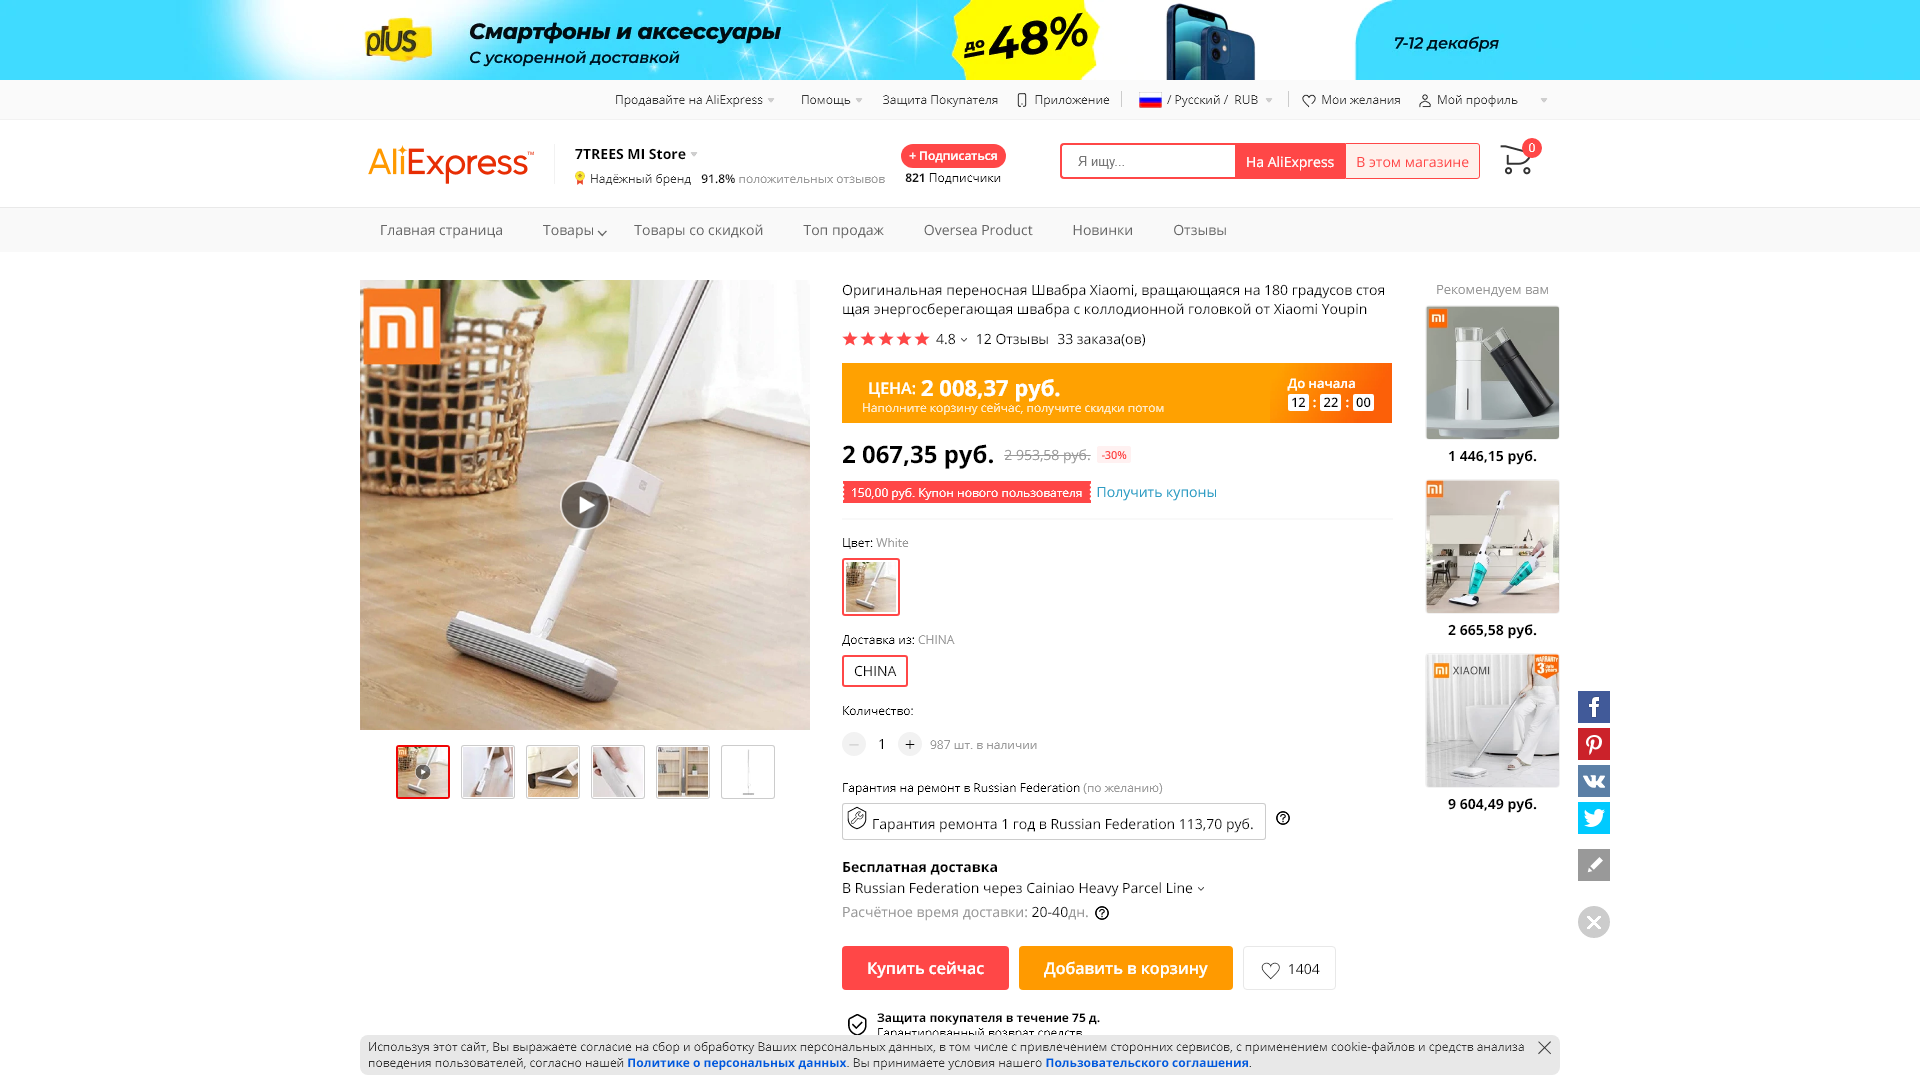 plus
Смартфоны и аксессуары
С ускоренной доставкой
до 48%
7-12 декабря
Продавайте на AliExpress
Помощь
Защита Покупателя
Приложение
/ Русский / RUB
Мои желания
Мой профиль
AliExpress™
7TREES MI Store
Надёжный бренд 91.8% положительных отзывов
+ Подписаться
821 Подписчики
Я ищу...
На AliExpress
В этом магазине
0
Главная страница
Товары
Товары со скидкой
Топ продаж
Oversea Product
Новинки
Отзывы
Оригинальная переносная Швабра Xiaomi, вращающаяся на 180 градусов стоя
щая энергосберегающая швабра с коллодионной головкой от Xiaomi Youpin
4.8 12 Отзывы 33 заказа(ов)
ЦЕНА: 2 008,37 руб.
Наполните корзину сейчас, получите скидки потом
До начала
12 : 22 : 00
2 067,35 руб. 2 953,58 руб. -30%
150,00 руб. Купон нового пользователя Получить купоны
Цвет: White
Доставка из: CHINA
CHINA
Количество:
1 + 987 шт. в наличии
Гарантия на ремонт в Russian Federation (по желанию)
Гарантия ремонта 1 год в Russian Federation 113,70 руб.
Бесплатная доставка
В Russian Federation через Cainiao Heavy Parcel Line
Расчётное время доставки: 20-40дн.
Купить сейчас
Добавить в корзину
1404
Защита покупателя в течение 75 д.
Гарантированный возврат средств
Рекомендуем вам
1 446,15 руб.
2 665,58 руб.
XIAOMI
WARRANTY
9 604,49 руб.
Используя этот сайт, Вы выражаете согласие на сбор и обработку Ваших персональных данных, в том числе с привлечением сторонних сервисов, с применением cookie-файлов и средств анализа
поведения пользователей, согласно нашей Политике о персональных данных. Вы принимаете условия нашего Пользовательского соглашения.